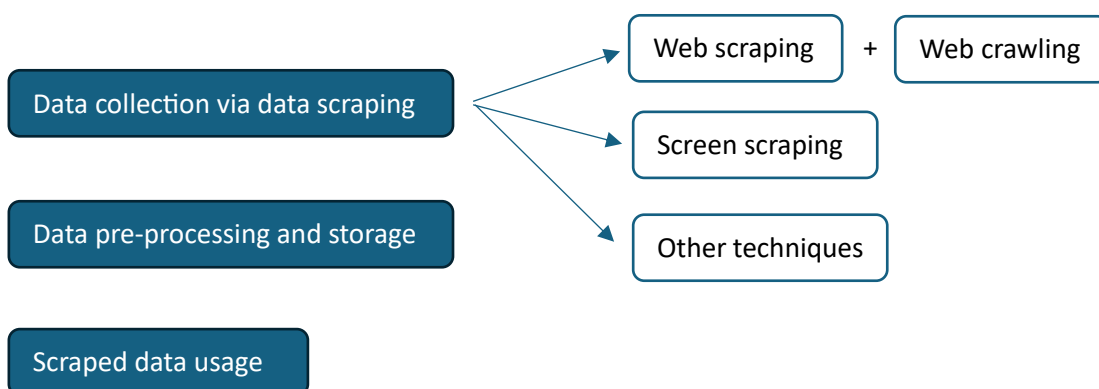 Web scraping + Web crawling
Data collection via data scraping
Screen scraping
Data pre-processing and storage
Other techniques
Scraped data usage